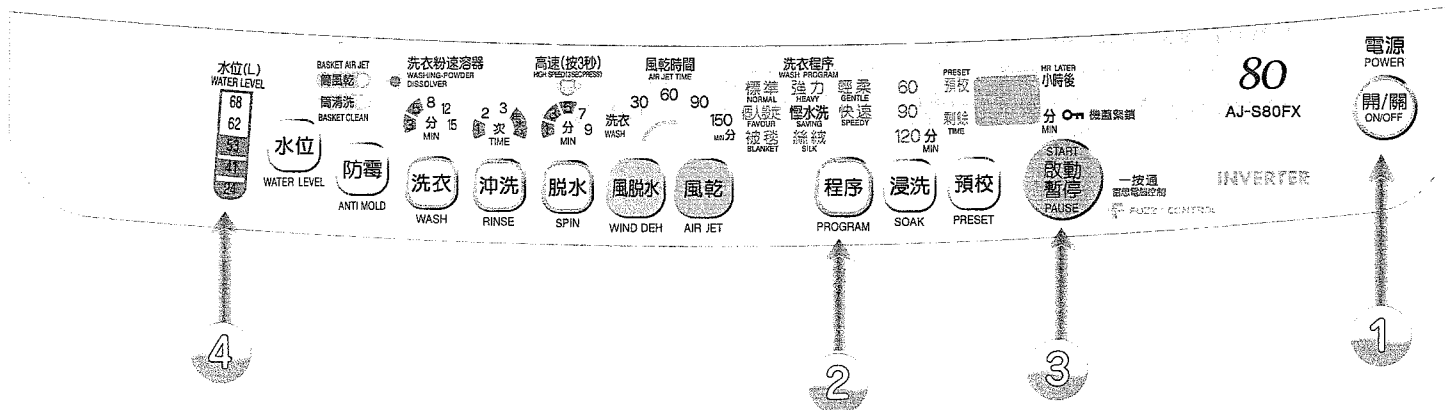 水位(L)
WATER LEVEL
68
62
53
41
24
水位
WATER LEVEL
BASKET AIR JET
筒風乾
筒清洗
BASKET CLEAN
防霉
ANTI MOLD
洗衣粉速溶器
WASHING-POWDER
DISSOLVER
8 12
分 15
MIN
洗衣
WASH
2 3
次
TIME
沖洗
RINSE
高速(按3秒)
HIGH SPEED(3SECPRESS)
7
分 9
MIN
脱水
SPIN
風乾時間
AIR JET TIME
洗衣
WASH
30 60 90
150
MIN 分
風脱水
WIND DEH
風乾
AIR JET
洗衣程序
WASH PROGRAM
標準 強力 輕柔
NORMAL HEAVY GENTLE
個人設定 慳水洗 快速
FAVOUR SAVING SPEEDY
被毯 絲絨
BLANKET SILK
程序
PROGRAM
60
90
120 分
MIN
浸洗
SOAK
PRESET
預校
剩餘
TIME
預校
PRESET
HR LATER
小時後
分
MIN
機面緊鎖
START
啟動
暫停
PAUSE
一按通
FUZZY CONTROL
INVERTER
80
AJ-S80FX
電源
POWER
開/關
ON/OFF
4
2
3
1